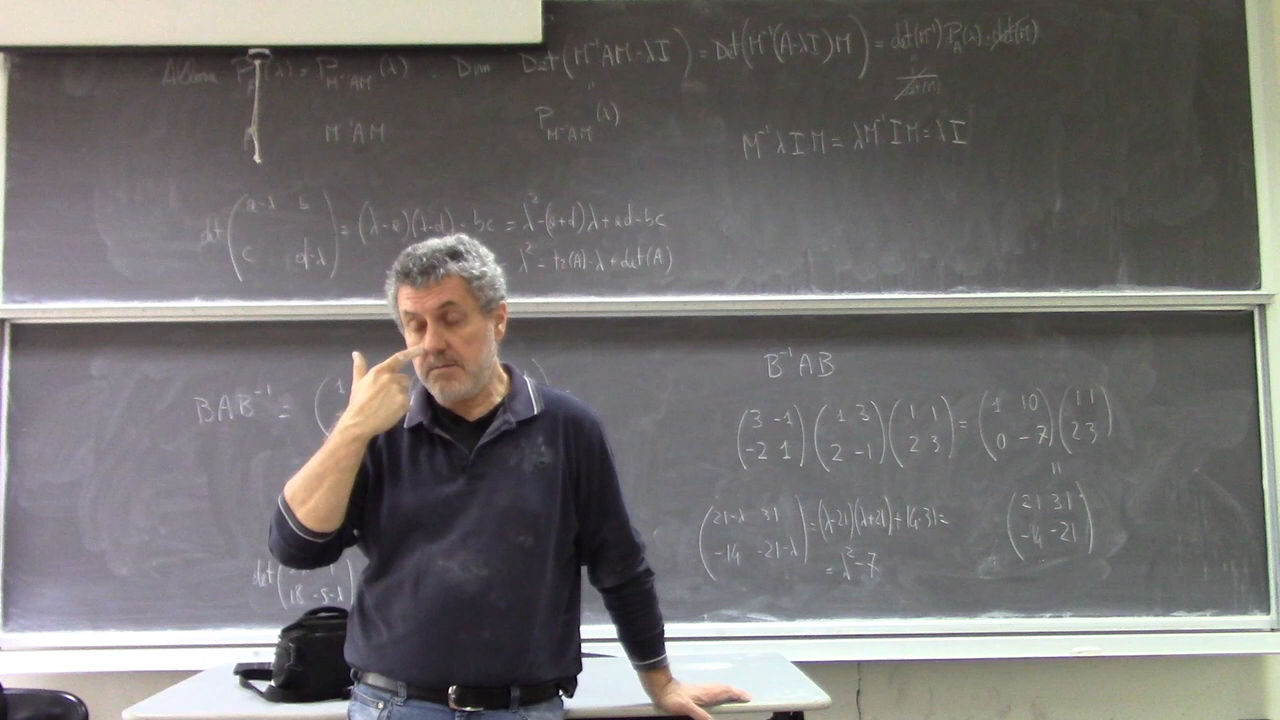 Allora P_A(λ) = P_{M⁻¹AM}(λ) . Dim Det(M⁻¹AM - λI) = Det(M⁻¹(A-λI)M) = det(M⁻¹) P_A(λ) · det(M)
M⁻¹AM
"
P_{M⁻¹AM}(λ)
M⁻¹λIM = λM⁻¹IM = λI
det (a-λ b
c d-λ) = (λ-a)(λ-d) - bc = λ² - (a+d)λ + ad - bc
λ² - tr(A) - λ + det(A)
BAB⁻¹ = (1
det (
18 -5-λ)
B⁻¹AB
(3 -1 (1 3 (1 1 = (1 10 (1 1
-2 1) 2 -1) 2 3) 0 -7) 2 3)
"
(21 31
-14 -21)
(21-λ 31 = (λ-21)(λ+21) + 14·31 =
-14 -21-λ) = λ² - 7